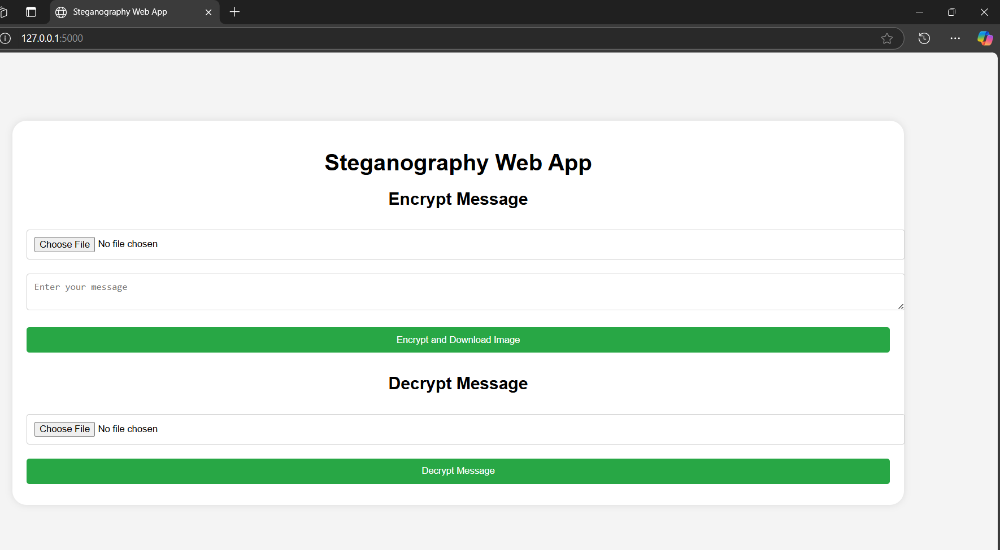 Steganography Web App
127.0.0.1:5000
Steganography Web App
Encrypt Message
Choose File No file chosen
Enter your message
Encrypt and Download Image
Decrypt Message
Choose File No file chosen
Decrypt Message